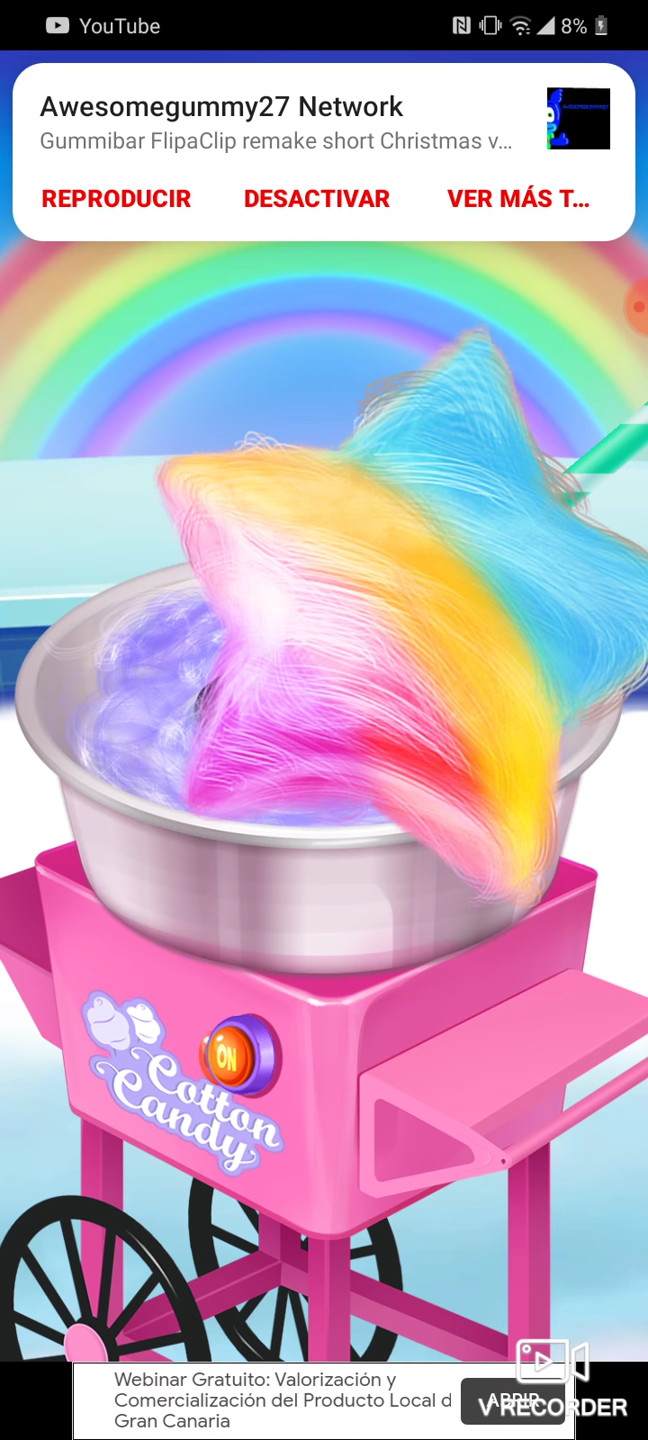 YouTube
8%
Awesomegummy27 Network
Gummibar FlipaClip remake short Christmas v...
REPRODUCIR DESACTIVAR VER MÁS T...
ON
Cotton
Candy
Webinar Gratuito: Valorización y
Comercialización del Producto Local d
Gran Canaria
ABRIR
V RECORDER